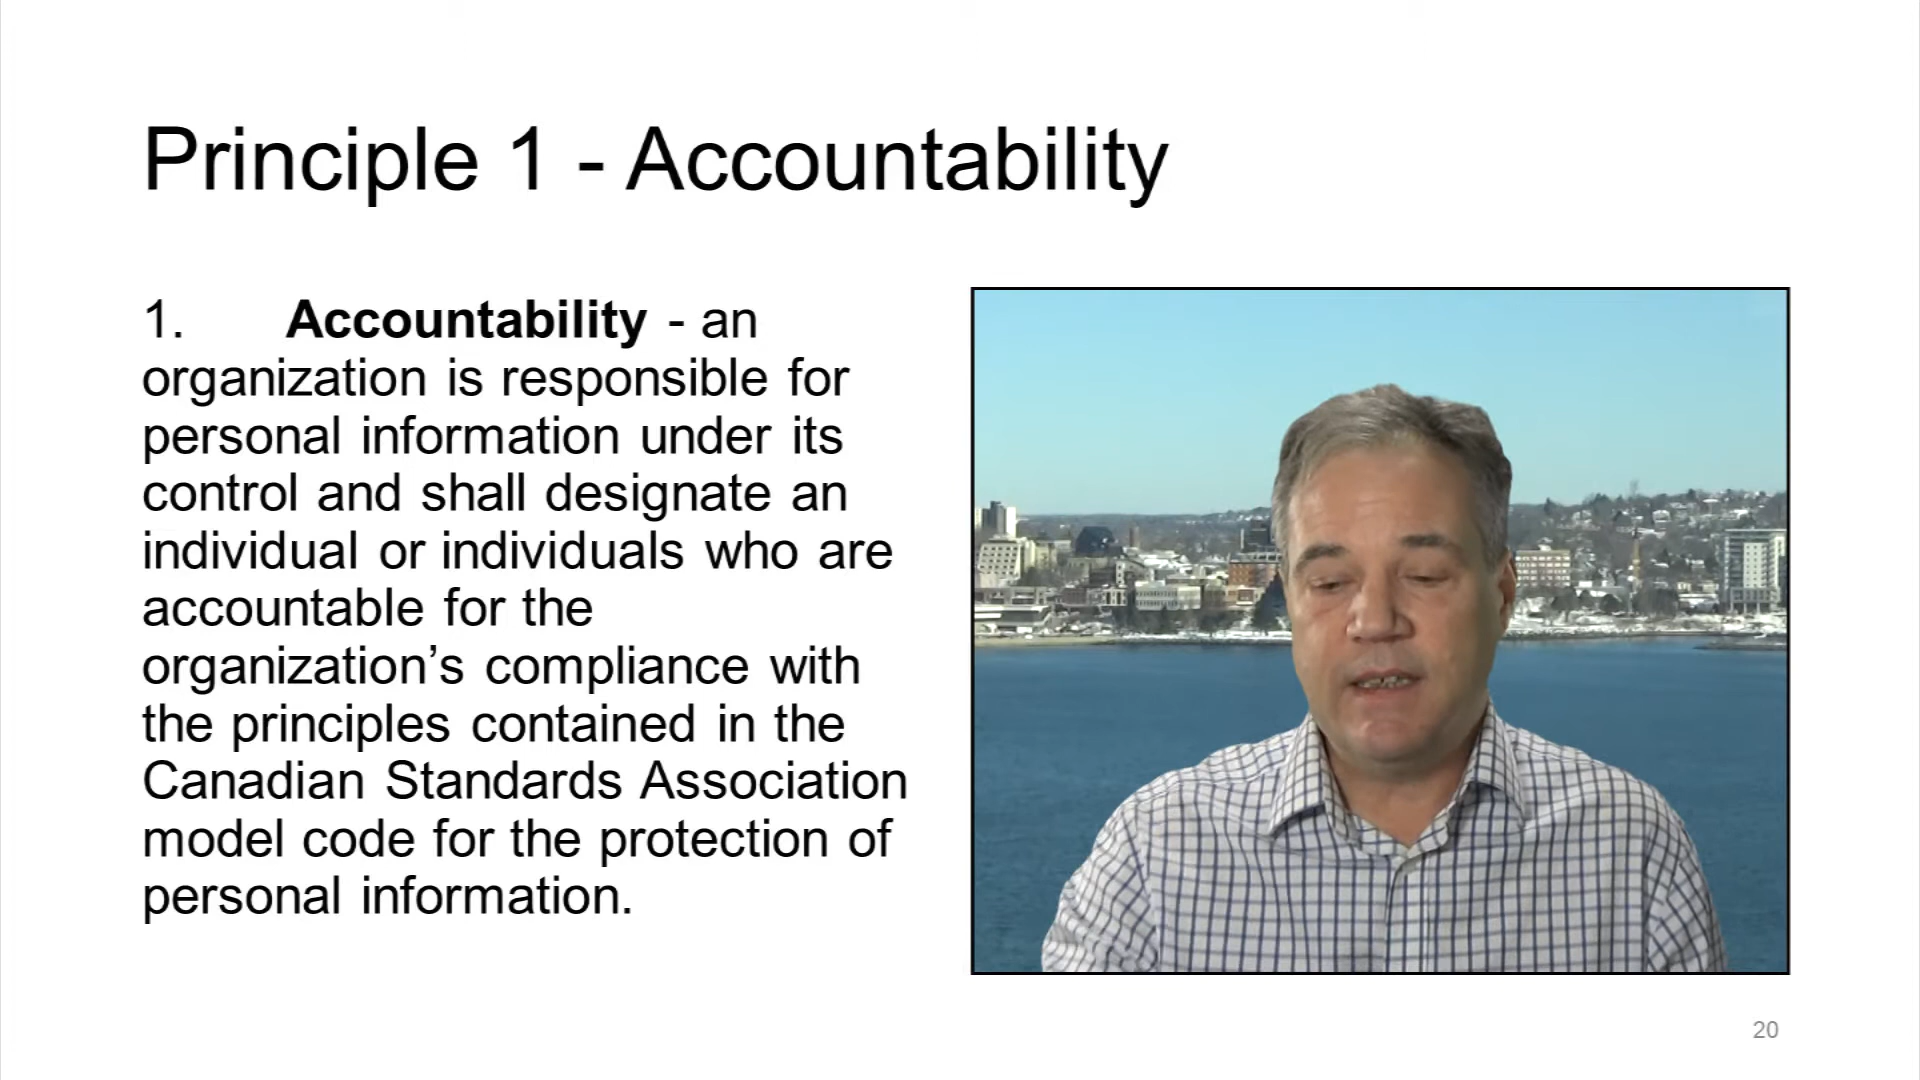 Principle 1 - Accountability
1. Accountability - an
organization is responsible for
personal information under its
control and shall designate an
individual or individuals who are
accountable for the
organization’s compliance with
the principles contained in the
Canadian Standards Association
model code for the protection of
personal information.
20